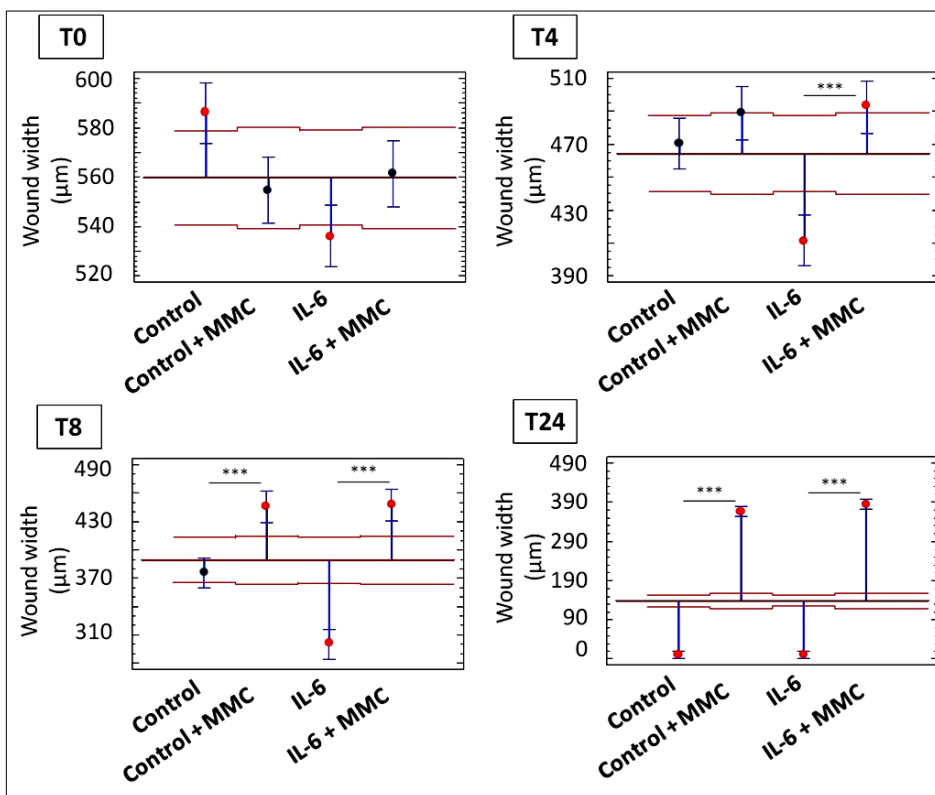 T0
Wound width
(µm)
600
580
560
540
520
Control
Control + MMC
IL-6
IL-6 + MMC
T4
Wound width
(µm)
510
470
430
390
***
Control
Control + MMC
IL-6
IL-6 + MMC
T8
Wound width
(µm)
490
430
370
310
***
***
Control
Control + MMC
IL-6
IL-6 + MMC
T24
Wound width
(µm)
490
390
290
190
90
0
***
***
Control
Control + MMC
IL-6
IL-6 + MMC